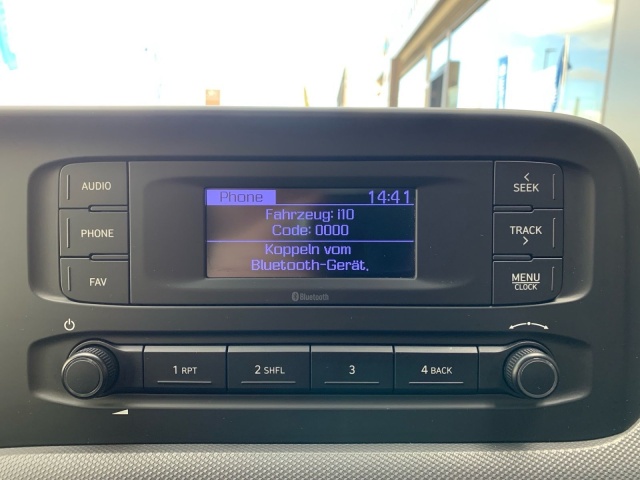 AUDIO
PHONE
FAV
Phone 14:41
Fahrzeug: i10
Code: 0000
Koppeln vom
Bluetooth-Gerät.
Bluetooth
< SEEK
TRACK >
MENU
CLOCK
1 RPT
2 SHFL
3
4 BACK